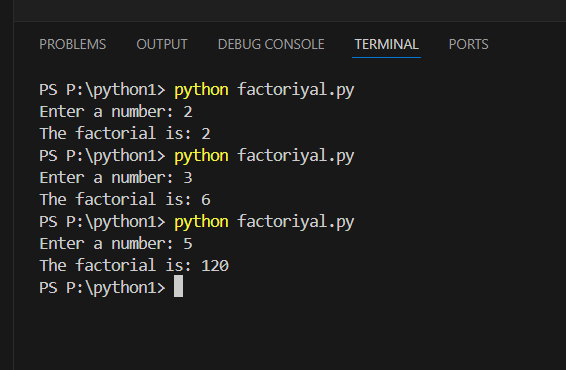 PROBLEMS OUTPUT DEBUG CONSOLE TERMINAL PORTS
PS P:\python1> python factoriyal.py
Enter a number: 2
The factorial is: 2
PS P:\python1> python factoriyal.py
Enter a number: 3
The factorial is: 6
PS P:\python1> python factoriyal.py
Enter a number: 5
The factorial is: 120
PS P:\python1>